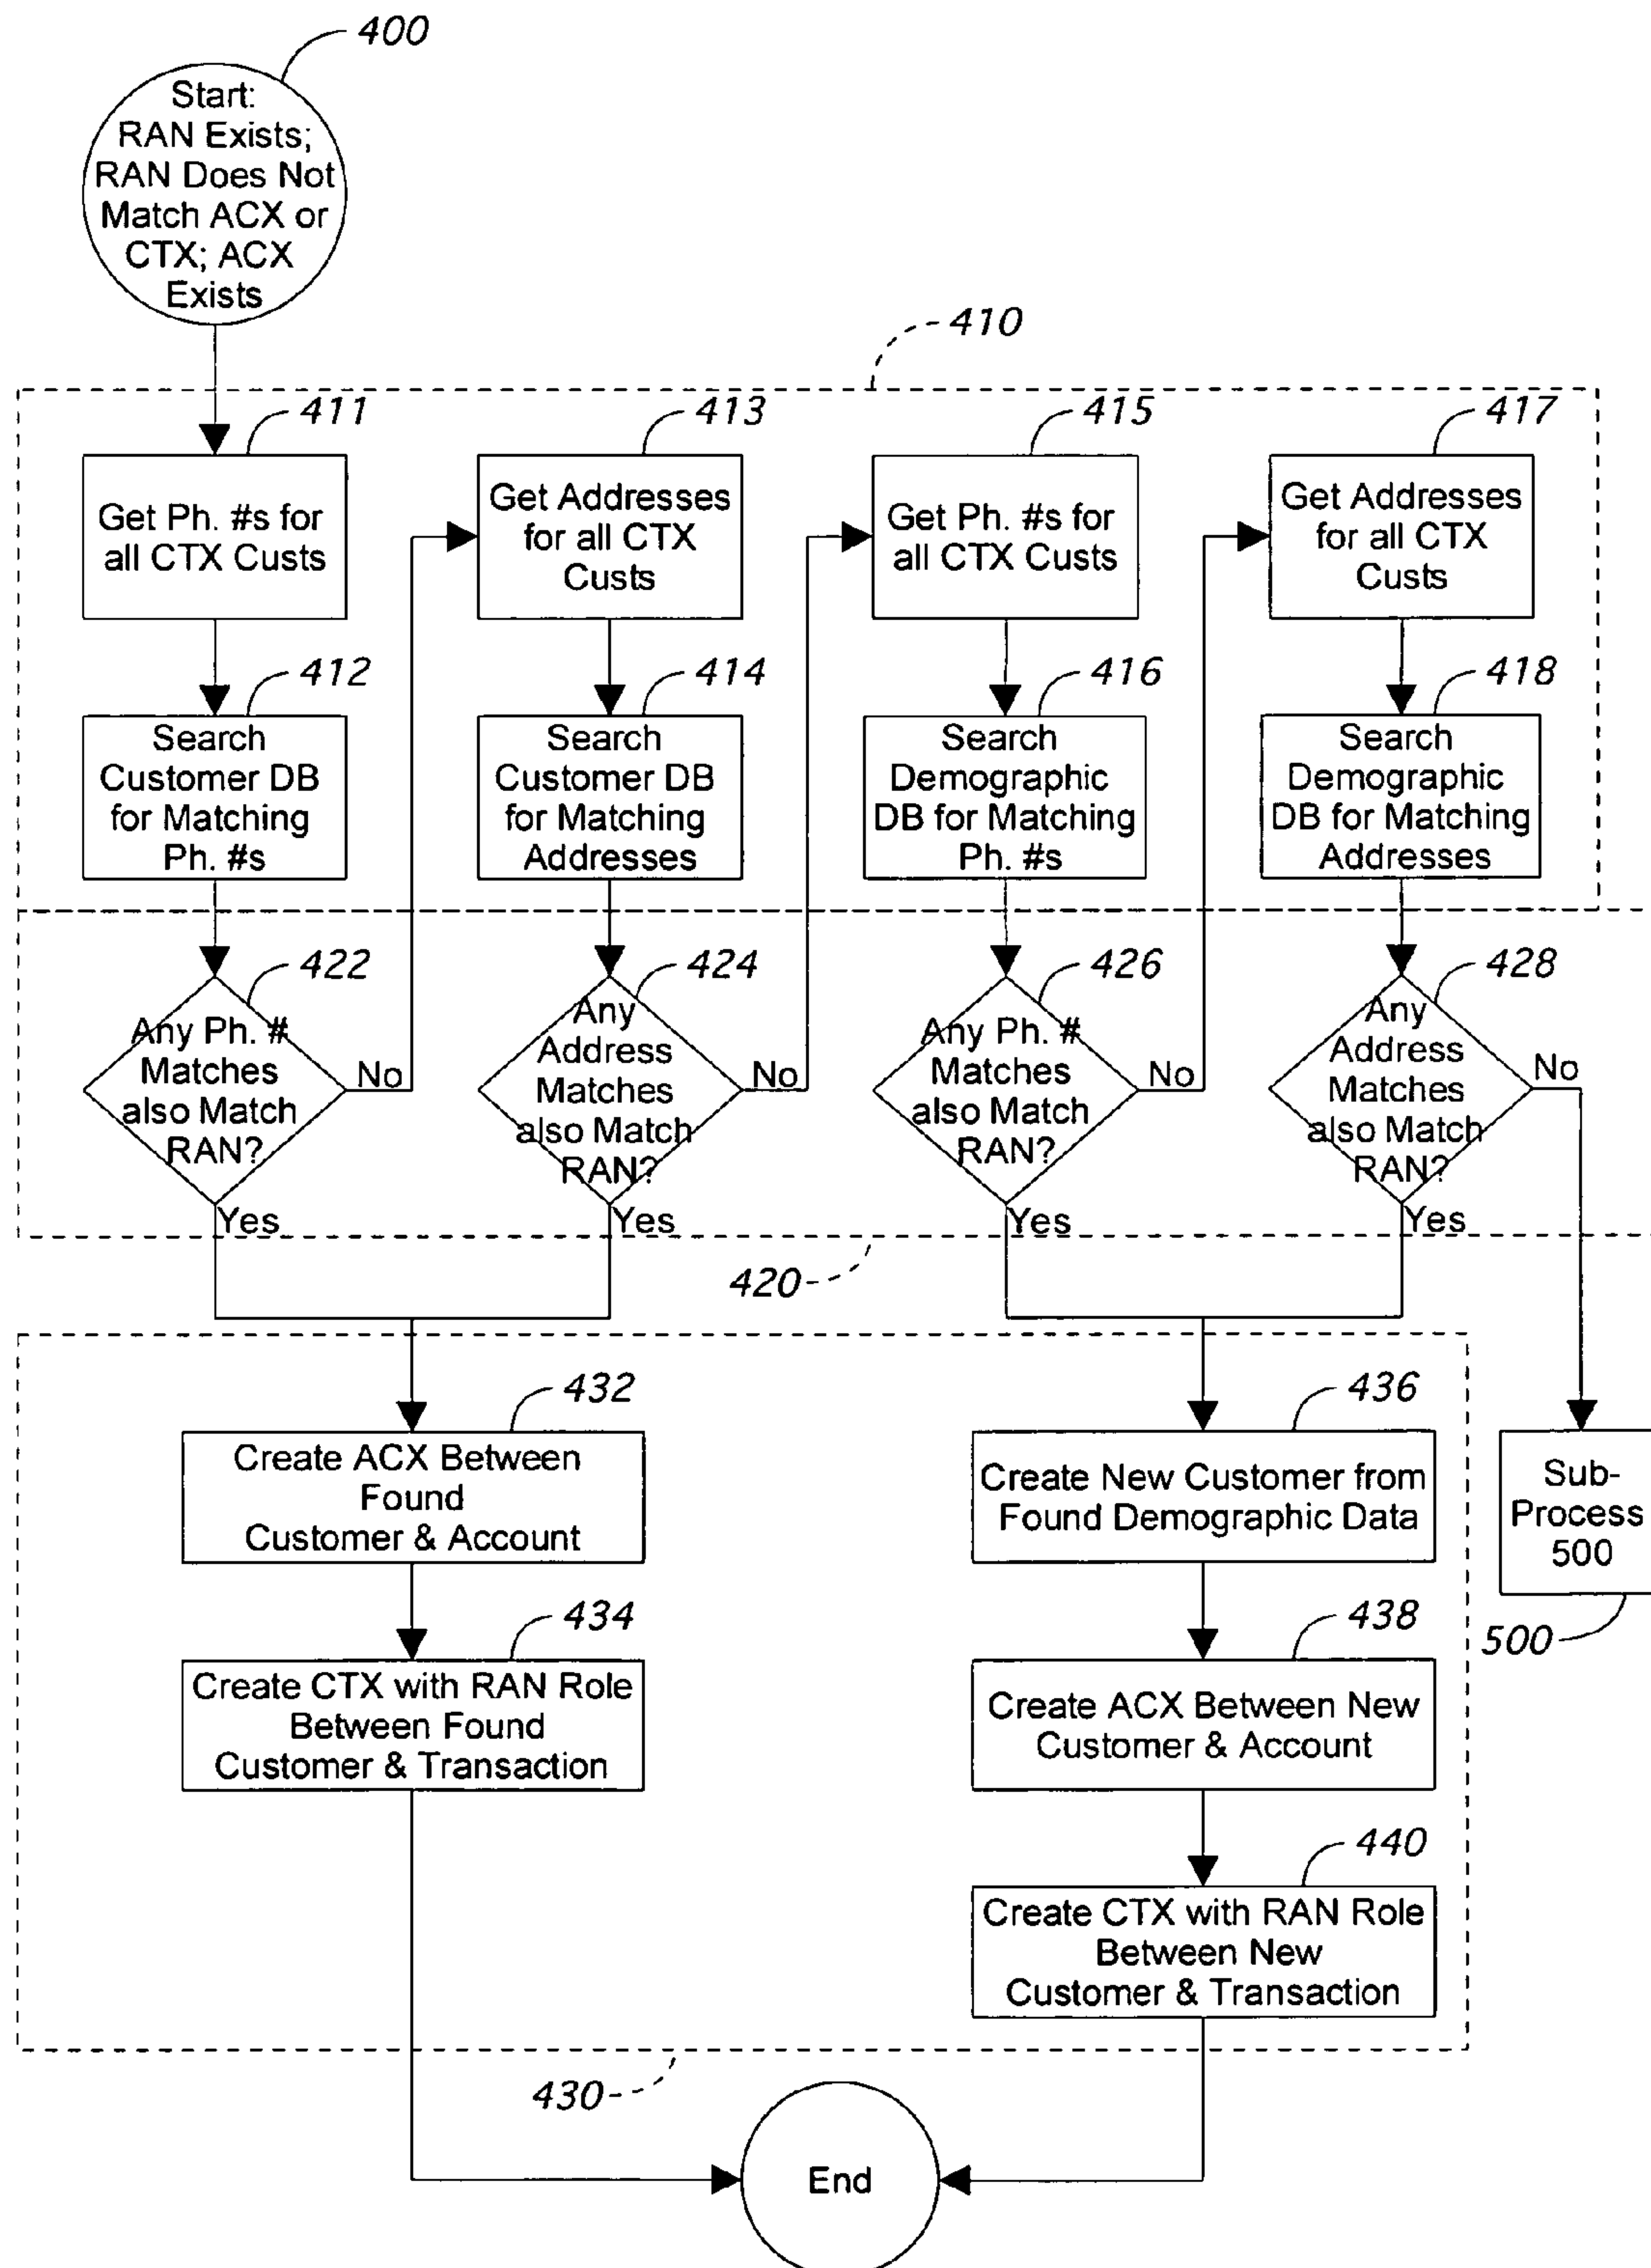 400
Start:
RAN Exists;
RAN Does Not
Match ACX or
CTX; ACX
Exists
410
411
Get Ph. #s for
all CTX Custs
413
Get Addresses
for all CTX
Custs
415
Get Ph. #s for
all CTX Custs
417
Get Addresses
for all CTX
Custs
412
Search
Customer DB
for Matching
Ph. #s
414
Search
Customer DB
for Matching
Addresses
416
Search
Demographic
DB for Matching
Ph. #s
418
Search
Demographic
DB for Matching
Addresses
422
Any Ph. #
Matches
also Match
RAN?
No
Yes
424
Any
Address
Matches
also Match
RAN?
No
Yes
426
Any Ph. #
Matches
also Match
RAN?
No
Yes
428
Any
Address
Matches
also Match
RAN?
No
Yes
420
432
Create ACX Between
Found
Customer & Account
434
Create CTX with RAN Role
Between Found
Customer & Transaction
436
Create New Customer from
Found Demographic Data
438
Create ACX Between New
Customer & Account
440
Create CTX with RAN Role
Between New
Customer & Transaction
Sub-
Process
500
500
430
End